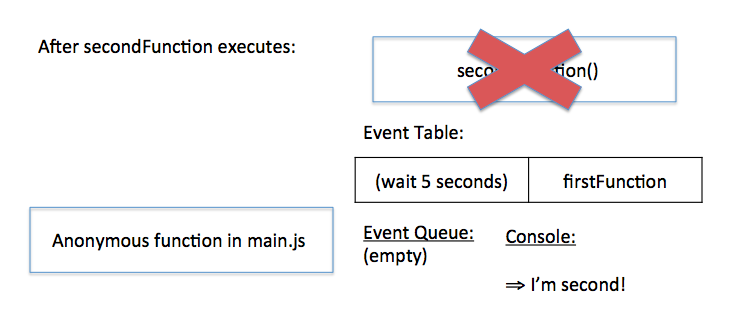 After secondFunction executes:
Event Table:
(wait 5 seconds) firstFunction
Anonymous function in main.js
Event Queue:
(empty)
Console:
⇒ I'm second!